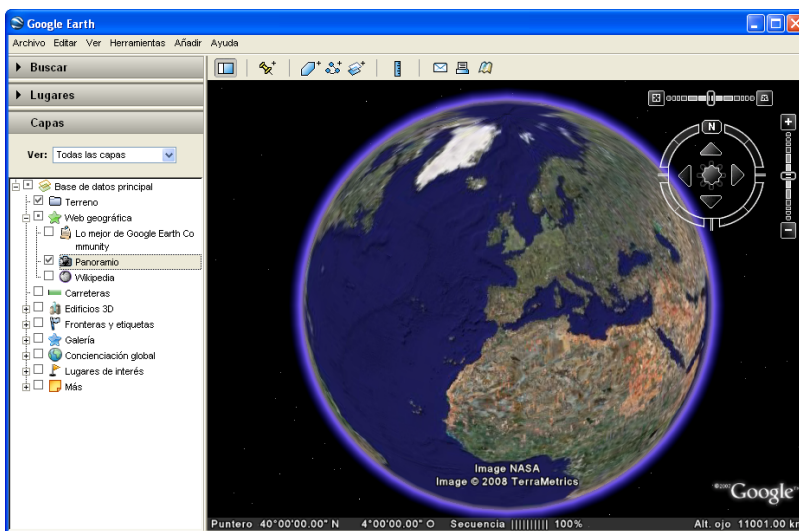 Google Earth
Archivo Editar Ver Herramientas Añadir Ayuda
Buscar
Lugares
Capas
Ver: Todas las capas
Base de datos principal
Terreno
Web geográfica
Lo mejor de Google Earth Co
mmunity
Panoramio
Wikipedia
Carreteras
Edificios 3D
Fronteras y etiquetas
Galería
Concienciación global
Lugares de interés
Más
N
Image NASA
Image © 2008 TerraMetrics
©2007 Google™
Puntero 40°00'00.00" N 4°00'00.00" O Secuencia |||||||||| 100% Alt. ojo 11001.00 km